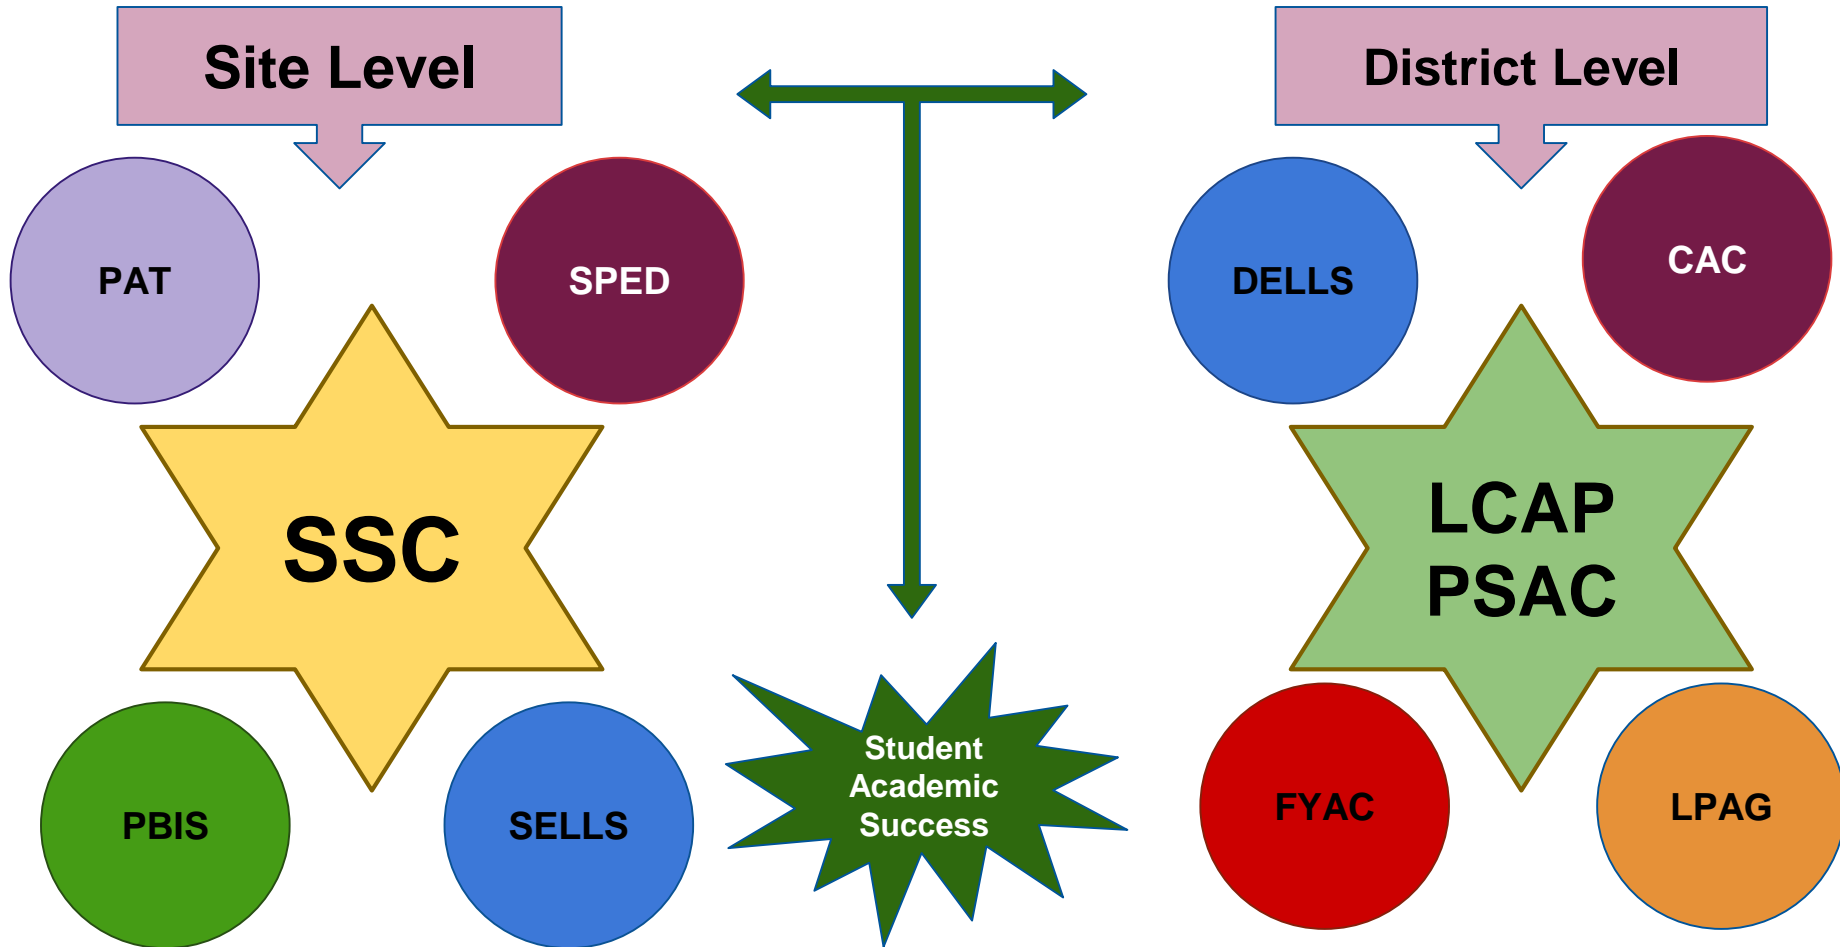 Site Level
District Level
PAT
SPED
DELLS
CAC
SSC
LCAP
PSAC
PBIS
SELLS
Student
Academic
Success
FYAC
LPAG